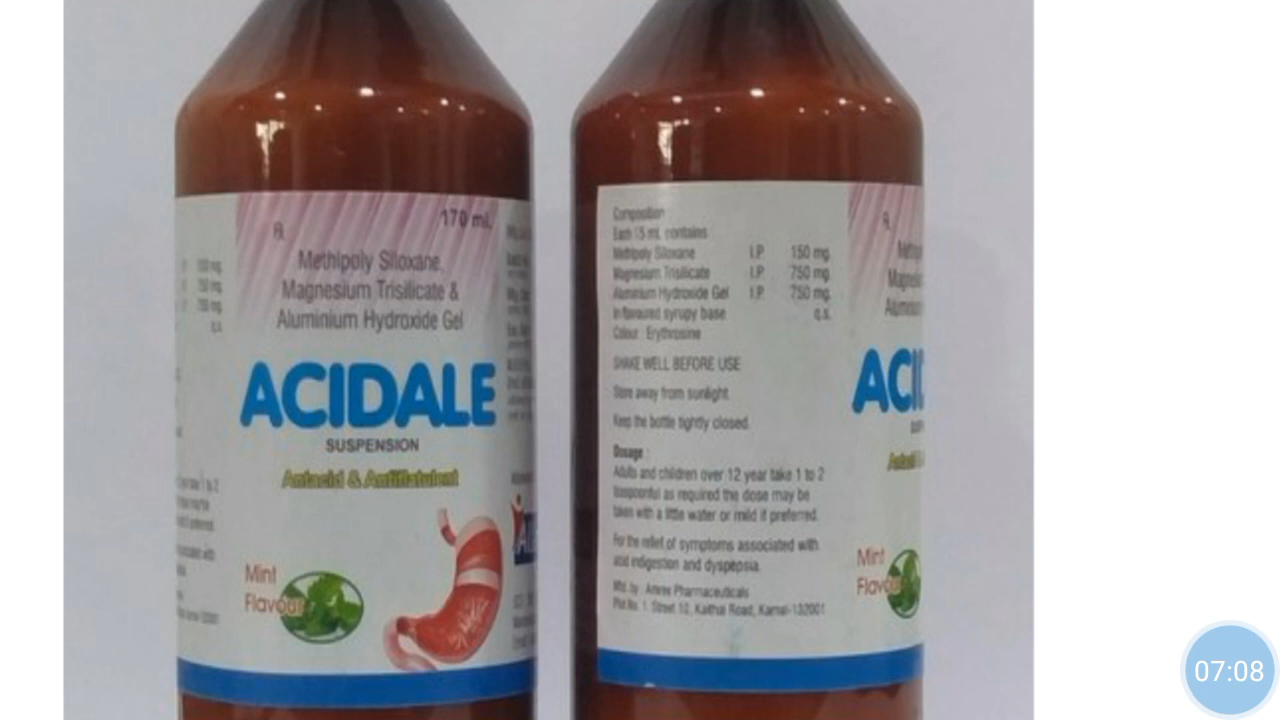 170 ml.
Rx
Methlpoly Siloxane,
Magnesium Trisilicate &
Aluminium Hydroxide Gel
ACIDALE
SUSPENSION
Antacid & Antiflatulent
Mint
Flavour
Composition
Each 15 mL contains
Methlpoly Siloxane I.P. 150 mg.
Magnesium Trisilicate I.P. 750 mg.
Aluminium Hydroxide Gel I.P. 750 mg.
In flavoured syrupy base q.s.
Colour : Erythrosine
SHAKE WELL BEFORE USE
Store away from sunlight.
Keep the bottle tightly closed.
Dosage :
Adults and children over 12 year take 1 to 2
teaspoonful as required the dose may be
taken with a little water or mild if preferred.
For the relief of symptoms associated with
acid indigestion and dyspepsia.
Mfd. by : Pharmaceuticals
Plot No. 1, Street 10, Kaithal Road, Karnal-132001
Rx
ACI
Mint
07:08